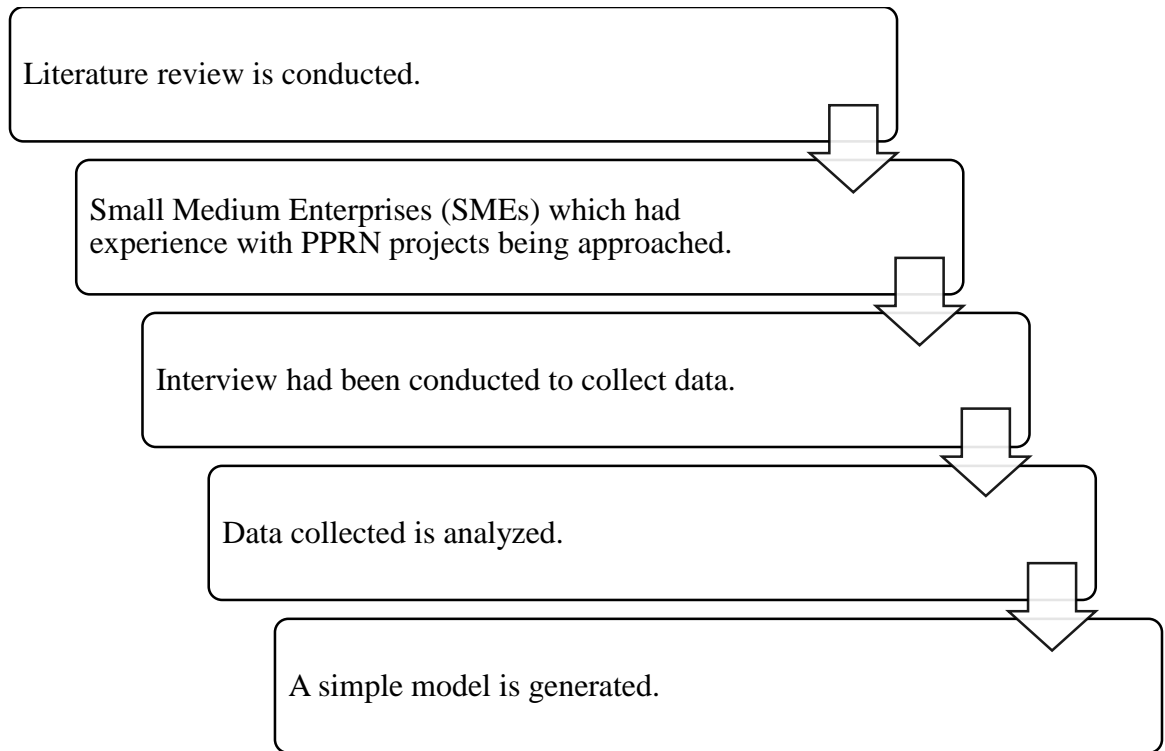 Literature review is conducted.
Small Medium Enterprises (SMEs) which had
experience with PPRN projects being approached.
Interview had been conducted to collect data.
Data collected is analyzed.
A simple model is generated.